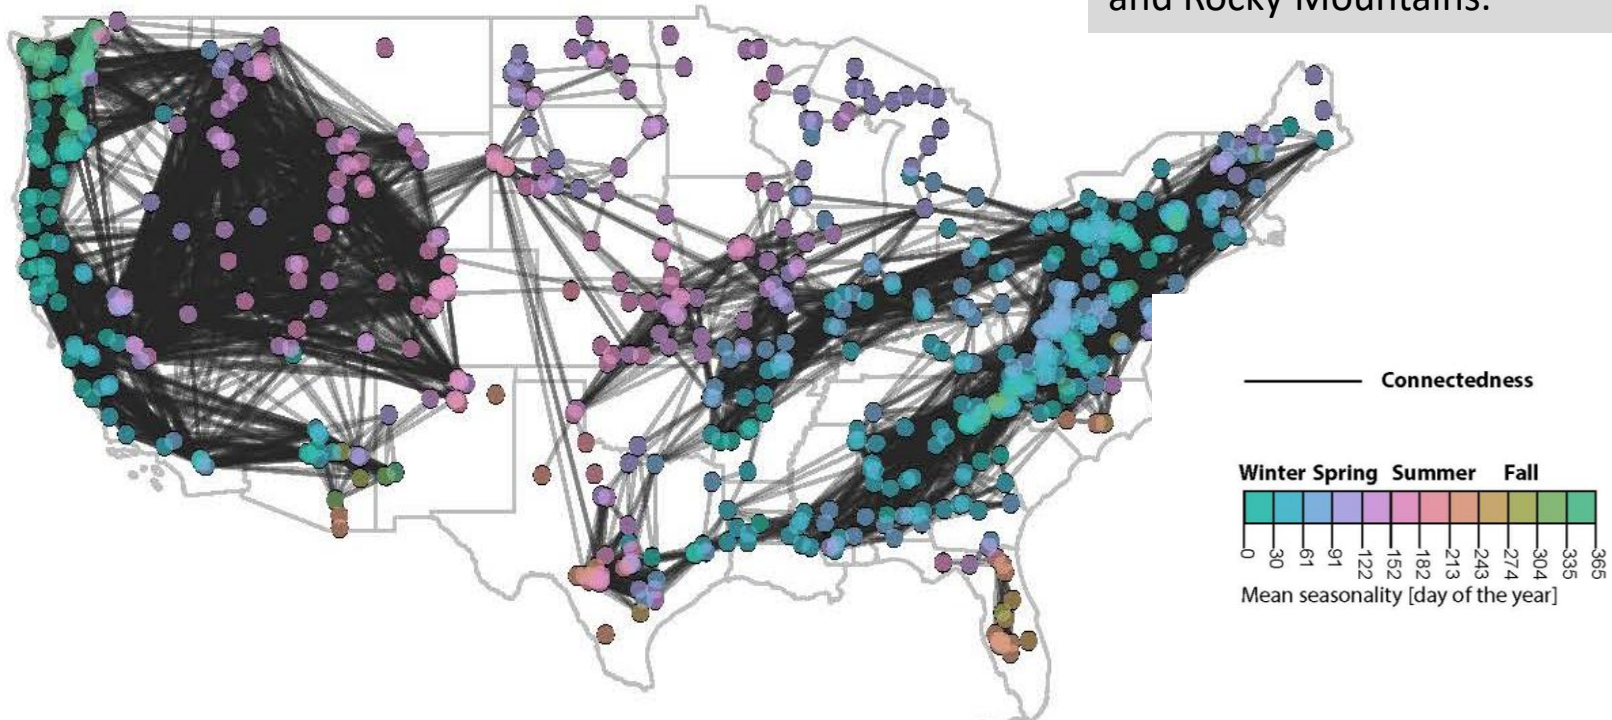 and Rocky Mountains.
Connectedness
Winter Spring Summer Fall
0 30 61 91 122 152 182 213 243 274 304 335 365
Mean seasonality [day of the year]